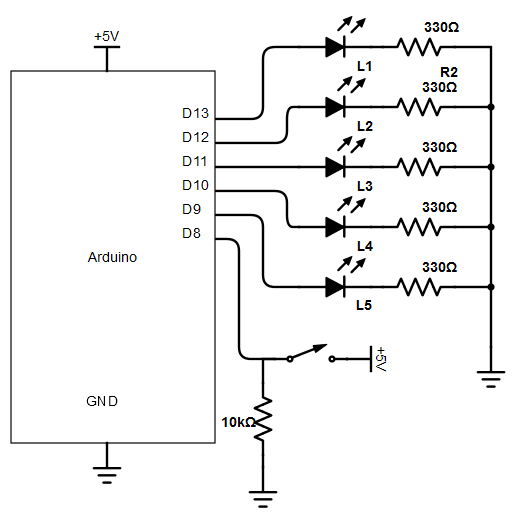 +5V
330Ω
L1
R2
D13
330Ω
D12
L2
D11
330Ω
D10
L3
D9
330Ω
D8
L4
Arduino
330Ω
L5
+5V
GND
10kΩ